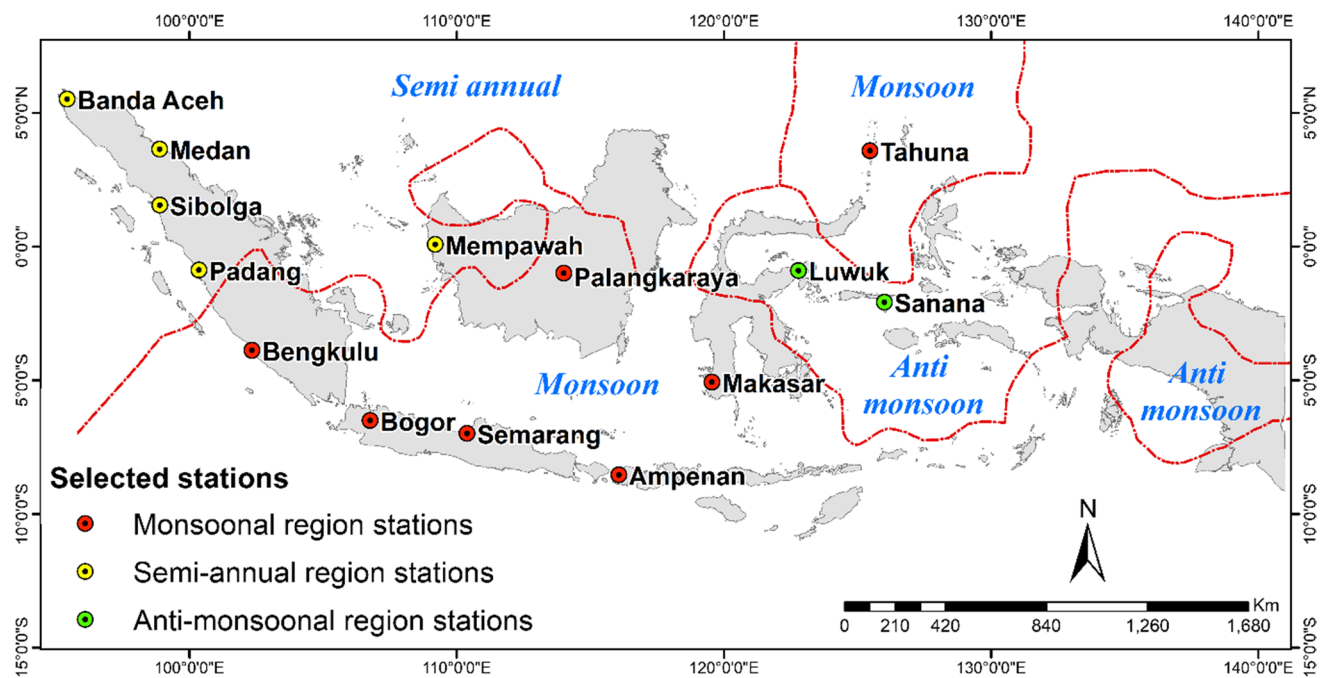 100°0'0"E 110°0'0"E 120°0'0"E 130°0'0"E 140°0'0"E
5°0'0"N
0°0'0"
5°0'0"S
10°0'0"S
15°0'0"S
Semi annual
Monsoon
Banda Aceh
Medan
Tahuna
Sibolga
Mempawah
Padang
Palangkaraya
Luwuk
Sanana
Bengkulu
Monsoon
Makasar
Anti
monsoon
Anti
monsoon
Bogor
Semarang
Ampenan
Selected stations
Monsoonal region stations
Semi-annual region stations
Anti-monsoonal region stations
N
Km
0 210 420 840 1,260 1,680
5°0'0"N
0°0'0"
5°0'0"S
10°0'0"S
15°0'0"S
100°0'0"E 110°0'0"E 120°0'0"E 130°0'0"E 140°0'0"E